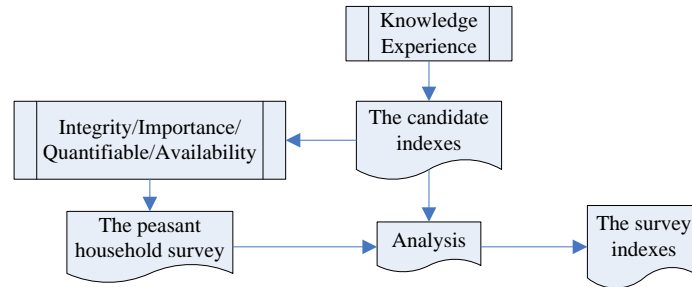 Knowledge
Experience
The candidate
indexes
Integrity/Importance/
Quantifiable/Availability
The peasant
household survey
Analysis
The survey
indexes